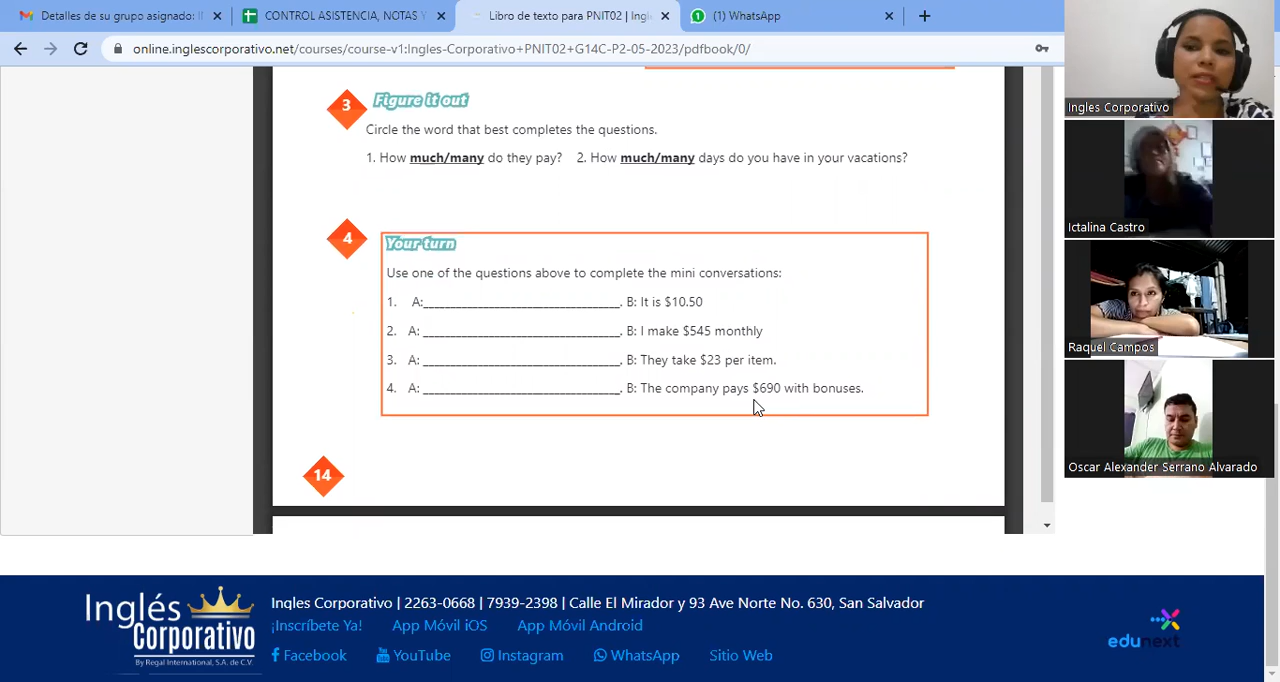 Detalles de su grupo asignado: II
CONTROL ASISTENCIA, NOTAS Y
Libro de texto para PNIT02 | Ingle
(1) WhatsApp
online.inglescorporativo.net/courses/course-v1:Ingles-Corporativo+PNIT02+G14C-P2-05-2023/pdfbook/0/
Ingles Corporativo
Ictalina Castro
Raquel Campos
Oscar Alexander Serrano Alvarado
3 Figure it out
Circle the word that best completes the questions.
1. How much/many do they pay? 2. How much/many days do you have in your vacations?
4 Your turn
Use one of the questions above to complete the mini conversations:
1. A:______________________________. B: It is $10.50
2. A: ______________________________. B: I make $545 monthly
3. A: ______________________________. B: They take $23 per item.
4. A: ______________________________. B: The company pays $690 with bonuses.
14
Inglés Corporativo
By Regal International, S.A. de C.V.
Ingles Corporativo | 2263-0668 | 7939-2398 | Calle El Mirador y 93 Ave Norte No. 630, San Salvador
¡Inscríbete Ya! App Móvil iOS App Móvil Android
Facebook YouTube Instagram WhatsApp Sitio Web
edunext